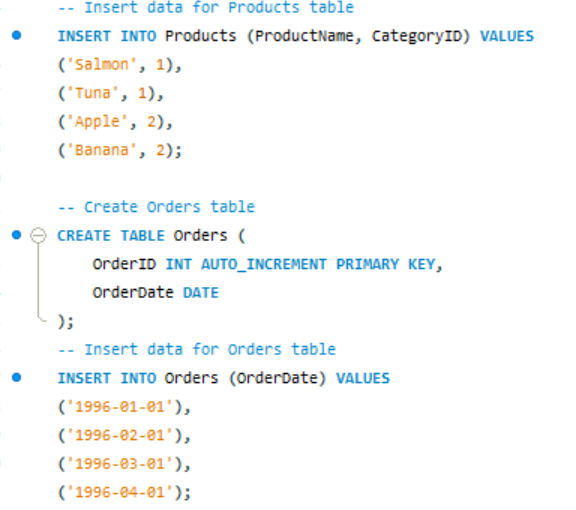 -- Insert data for Products table
INSERT INTO Products (ProductName, CategoryID) VALUES
('Salmon', 1),
('Tuna', 1),
('Apple', 2),
('Banana', 2);
-- Create Orders table
CREATE TABLE Orders (
OrderID INT AUTO_INCREMENT PRIMARY KEY,
OrderDate DATE
);
-- Insert data for Orders table
INSERT INTO Orders (OrderDate) VALUES
('1996-01-01'),
('1996-02-01'),
('1996-03-01'),
('1996-04-01');